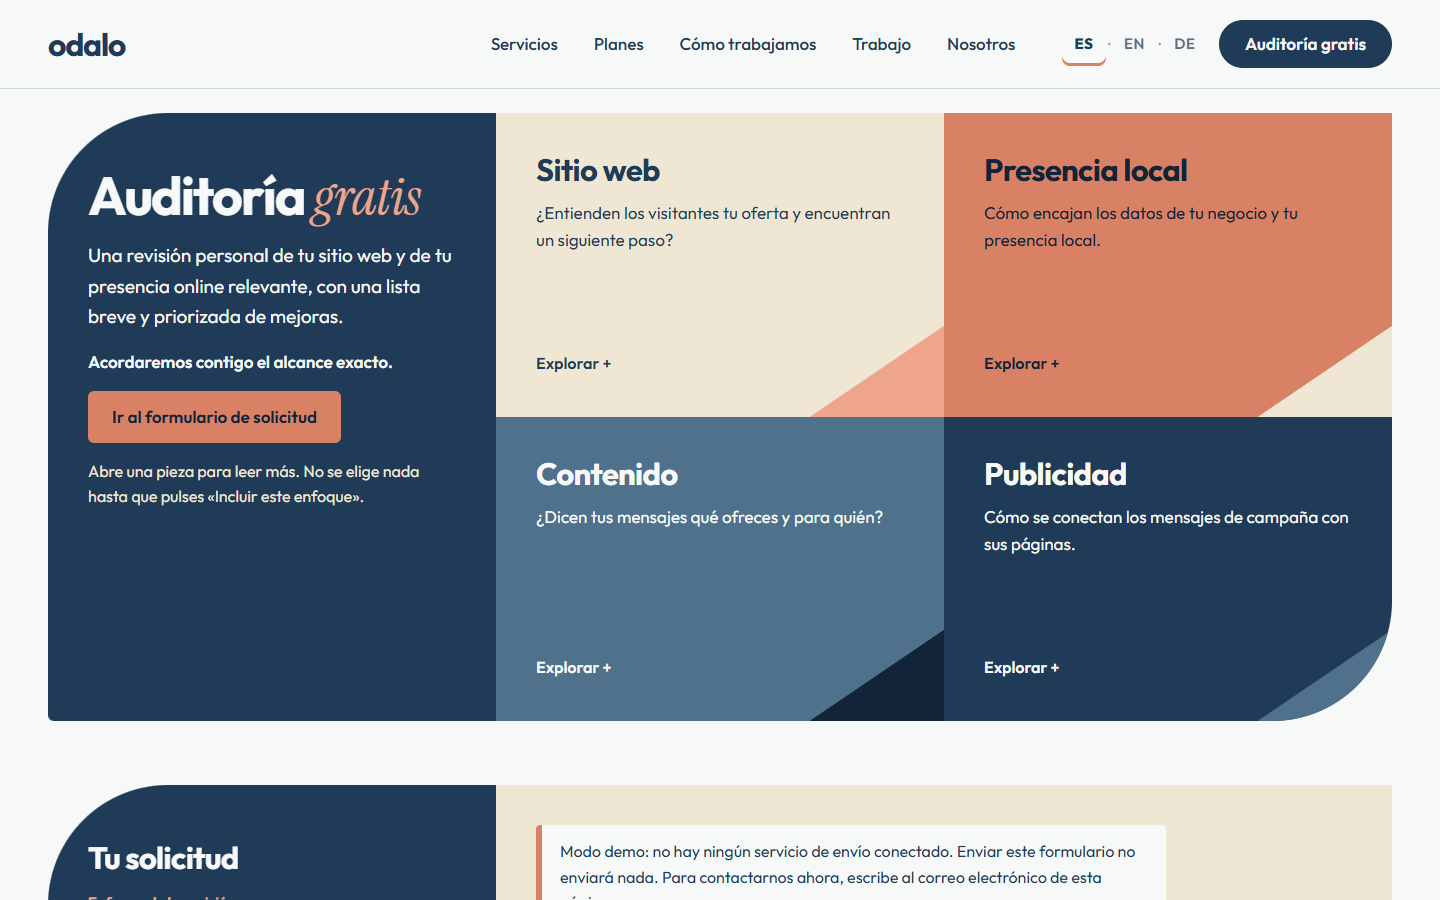 odalo
Servicios
Planes
Cómo trabajamos
Trabajo
Nosotros
ES · EN · DE
Auditoría gratis
Auditoría gratis
Una revisión personal de tu sitio web y de tu
presencia online relevante, con una lista
breve y priorizada de mejoras.
Acordaremos contigo el alcance exacto.
Ir al formulario de solicitud
Abre una pieza para leer más. No se elige nada
hasta que pulses «Incluir este enfoque».
Sitio web
¿Entienden los visitantes tu oferta y encuentran
un siguiente paso?
Explorar +
Presencia local
Cómo encajan los datos de tu negocio y tu
presencia local.
Explorar +
Contenido
¿Dicen tus mensajes qué ofreces y para quién?
Explorar +
Publicidad
Cómo se conectan los mensajes de campaña con
sus páginas.
Explorar +
Tu solicitud
Modo demo: no hay ningún servicio de envío conectado. Enviar este formulario no
enviará nada. Para contactarnos ahora, escribe al correo electrónico de esta